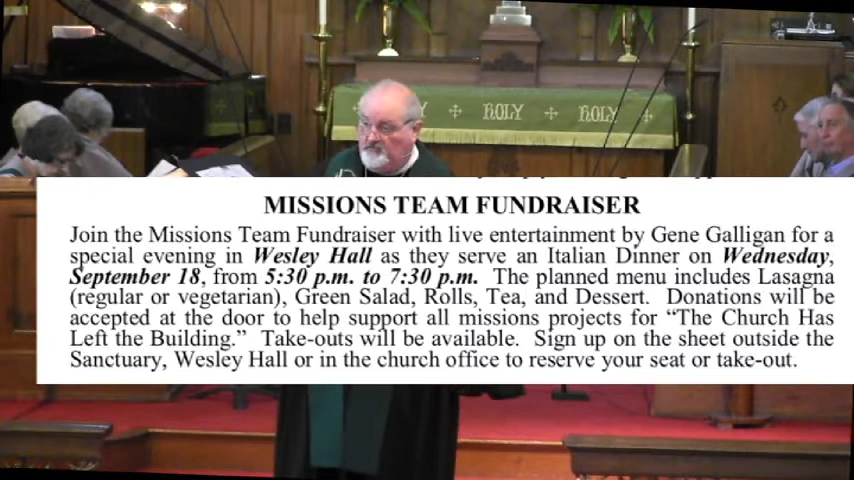 HOLY HOLY
MISSIONS TEAM FUNDRAISER
Join the Missions Team Fundraiser with live entertainment by Gene Galligan for a
special evening in Wesley Hall as they serve an Italian Dinner on Wednesday,
September 18, from 5:30 p.m. to 7:30 p.m. The planned menu includes Lasagna
(regular or vegetarian), Green Salad, Rolls, Tea, and Dessert. Donations will be
accepted at the door to help support all missions projects for “The Church Has
Left the Building.” Take-outs will be available. Sign up on the sheet outside the
Sanctuary, Wesley Hall or in the church office to reserve your seat or take-out.